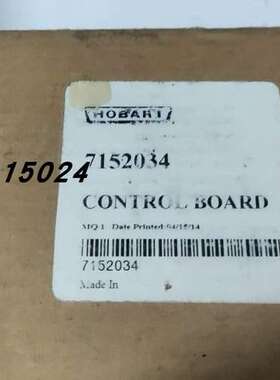 HOBART
7152034
15024
CONTROL BOARD
MQ 1 Date Printed 04/15/14
7152034
Made In